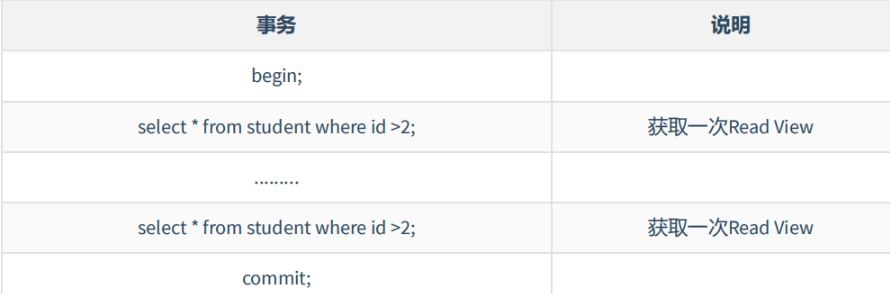 事务 说明
begin;
select * from student where id >2; 获取一次Read View
.........
select * from student where id >2; 获取一次Read View
commit;